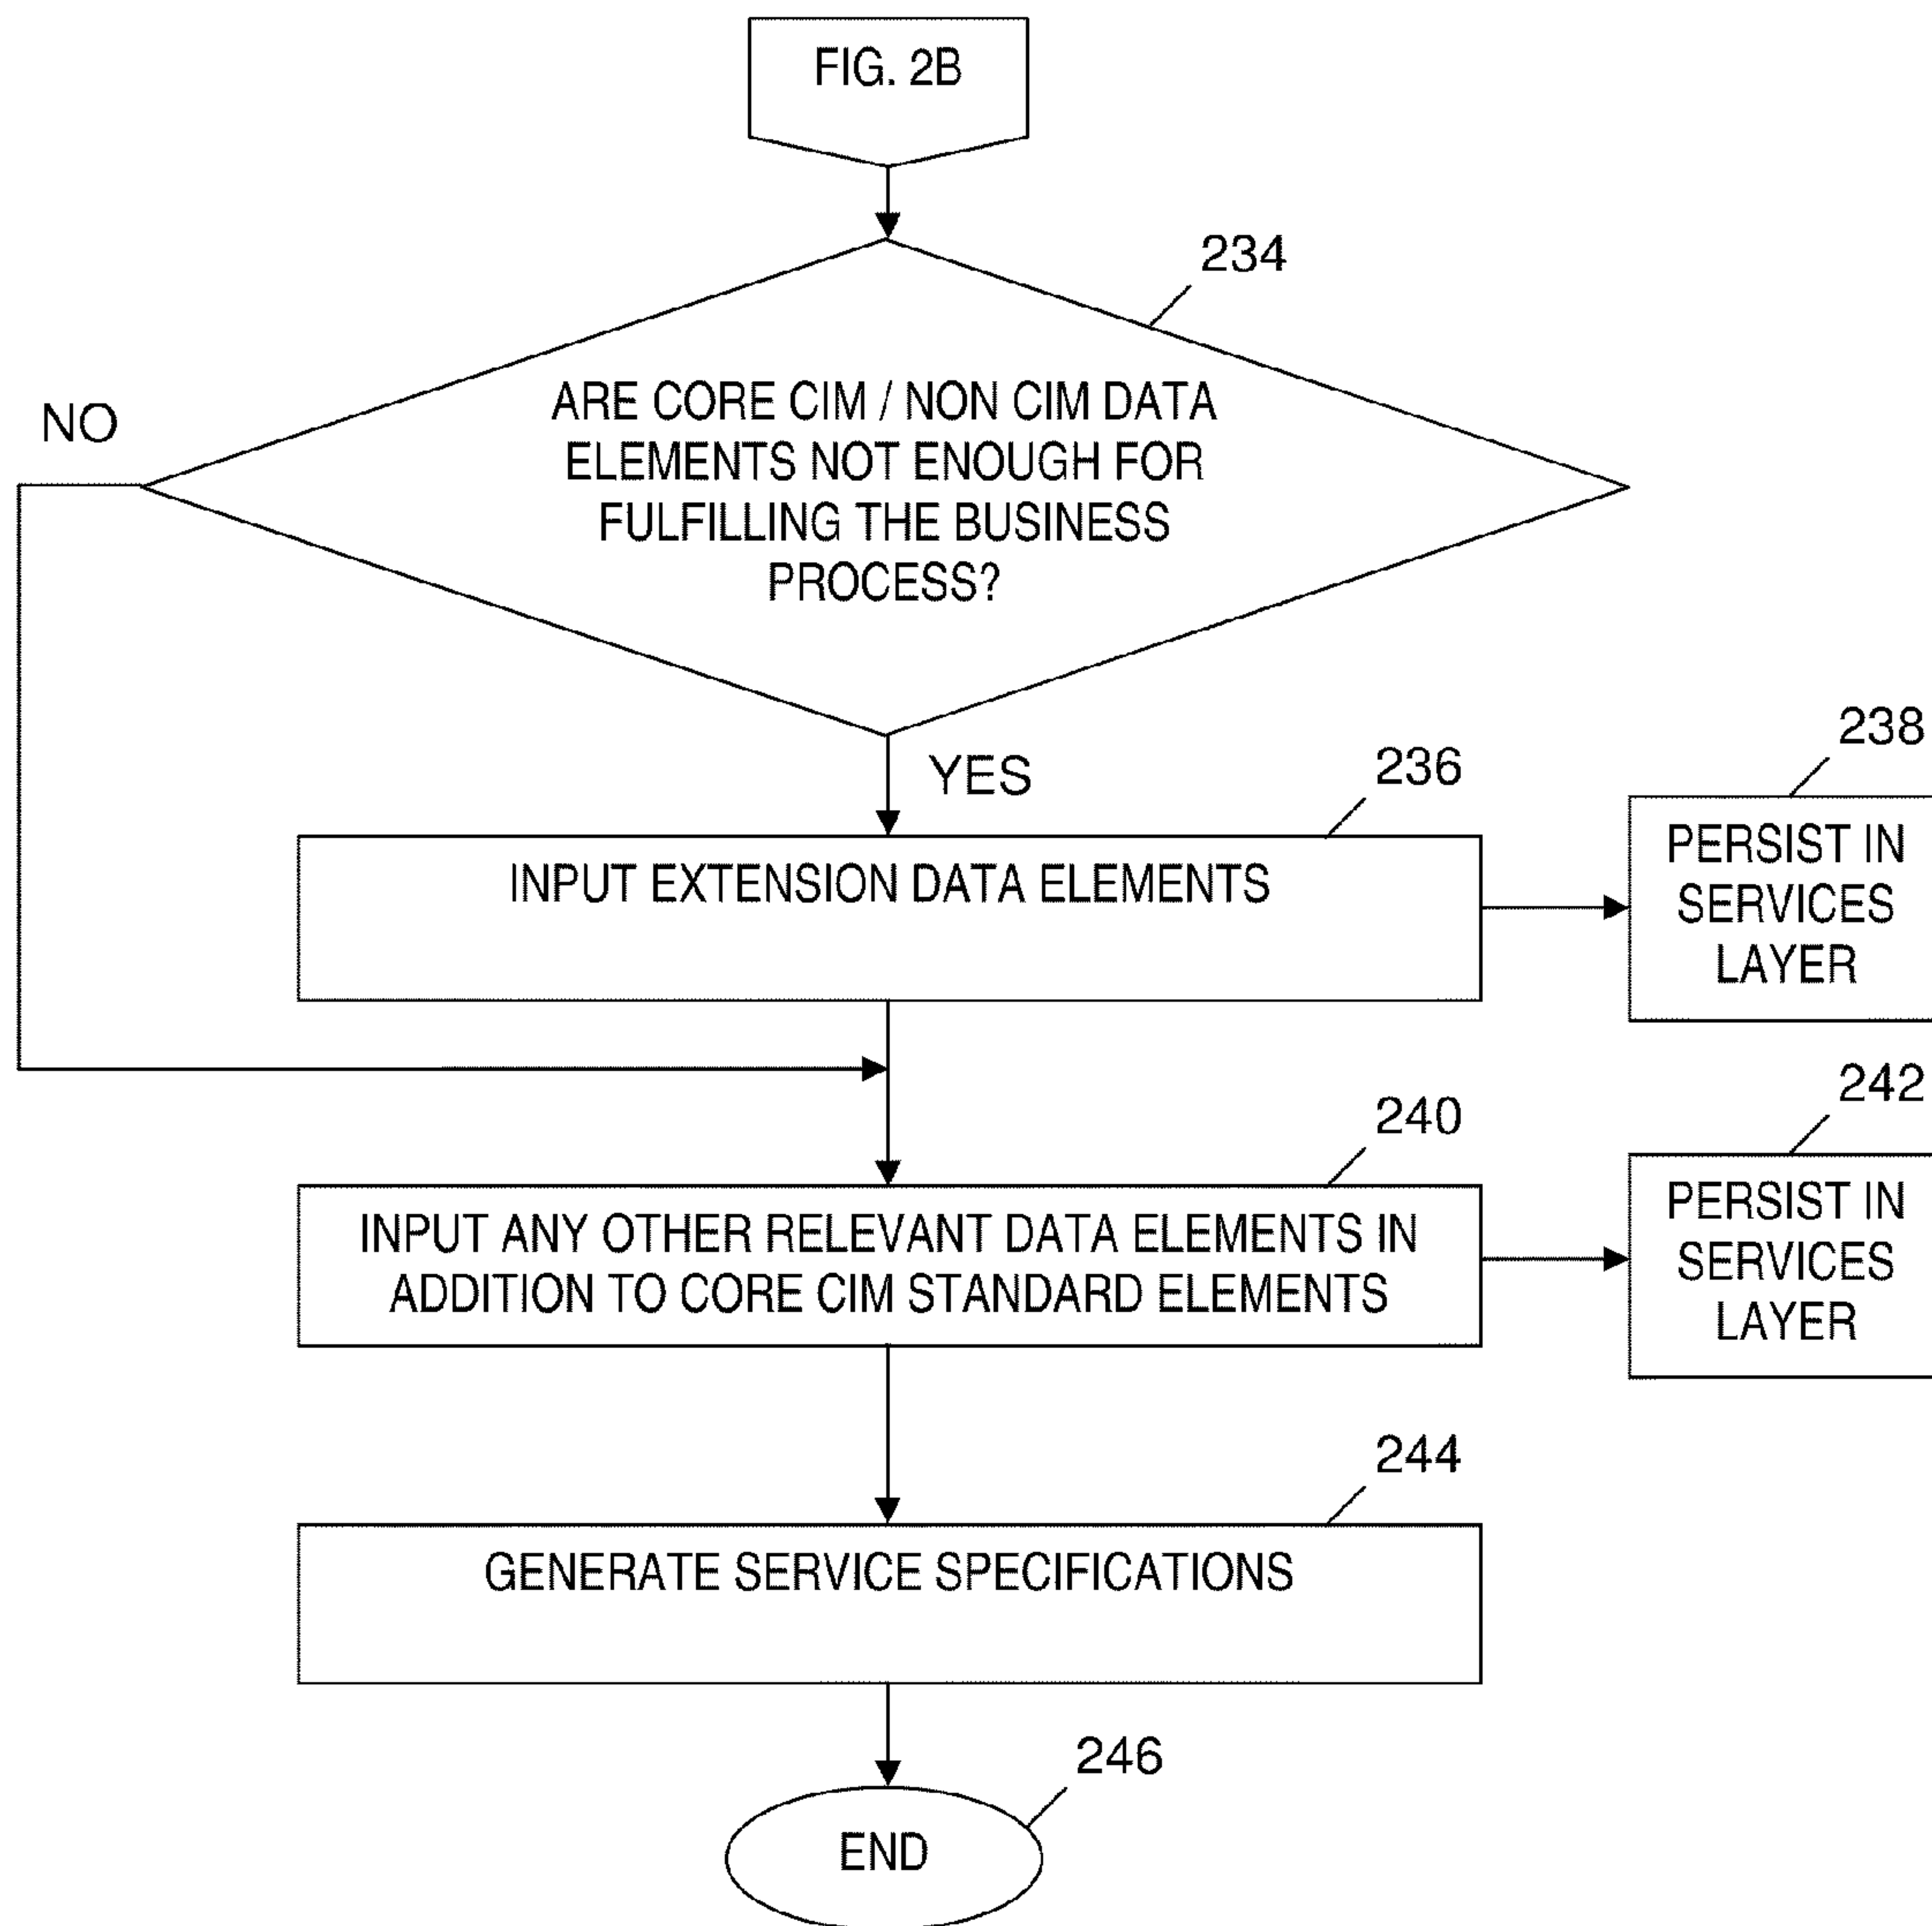 FIG. 2B
234
ARE CORE CIM / NON CIM DATA
ELEMENTS NOT ENOUGH FOR
FULFILLING THE BUSINESS
PROCESS?
NO
YES
236
INPUT EXTENSION DATA ELEMENTS
238
PERSIST IN
SERVICES
LAYER
240
INPUT ANY OTHER RELEVANT DATA ELEMENTS IN
ADDITION TO CORE CIM STANDARD ELEMENTS
242
PERSIST IN
SERVICES
LAYER
244
GENERATE SERVICE SPECIFICATIONS
246
END